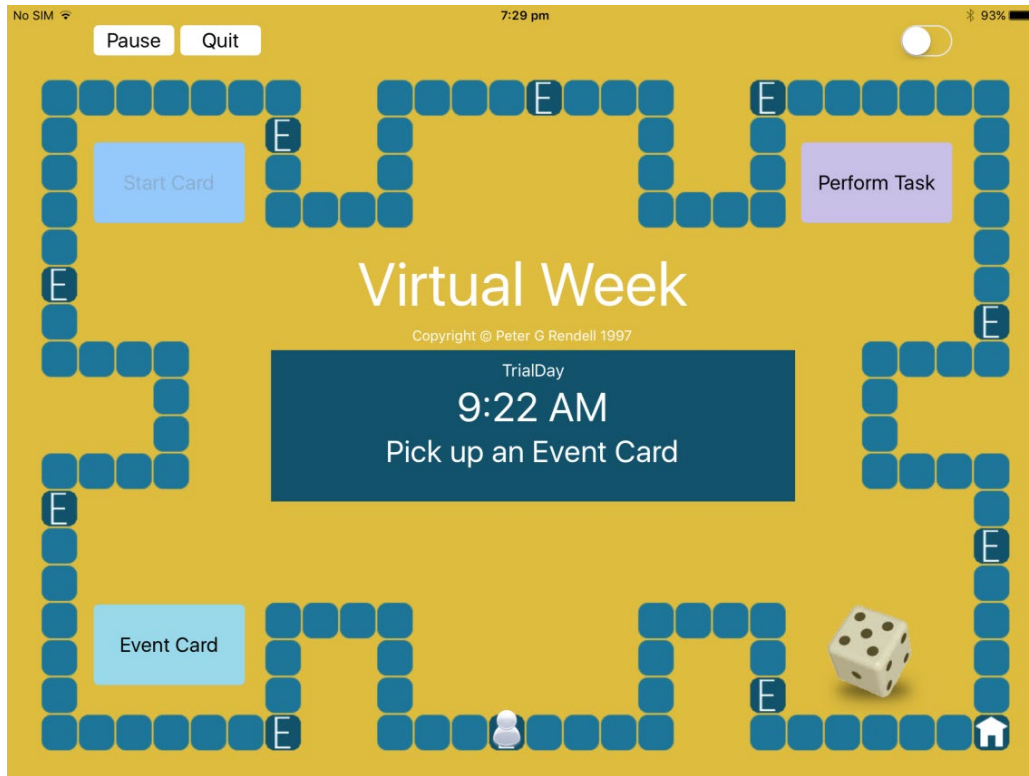 No SIM 7:29 pm 93%
Pause Quit
E
E
E
Start Card
Perform Task
E
E
Virtual Week
Copyright © Peter G Rendell 1997
TrialDay
9:22 AM
Pick up an Event Card
E
E
Event Card
E
E